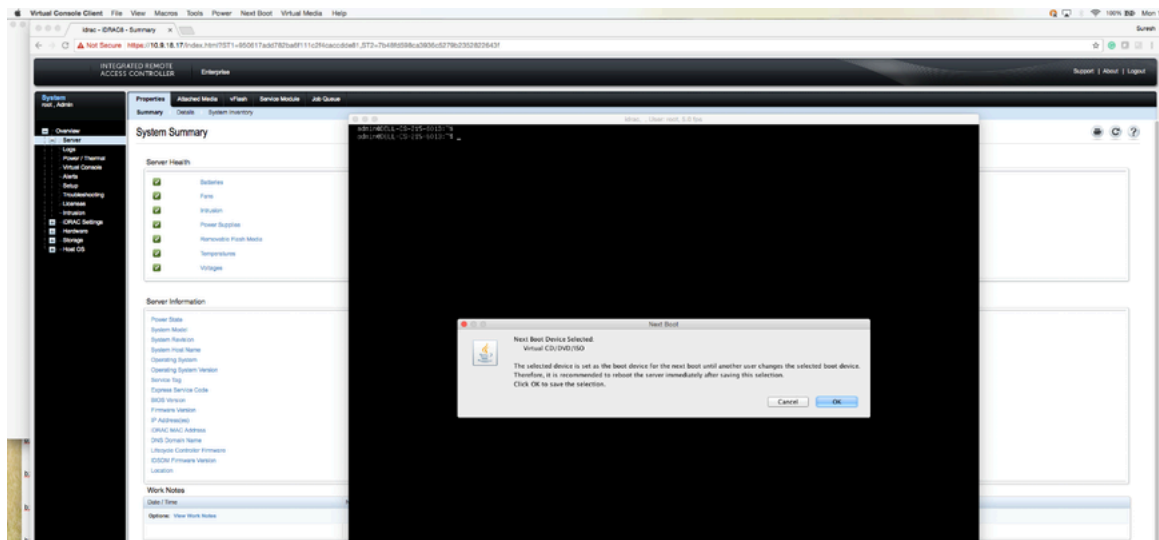 Virtual Console Client File View Macros Tools Power Next Boot Virtual Media Help
100%
Mon
idrac - iDRAC8 - Summary
Suresh
Not Secure
INTEGRATED REMOTE
ACCESS CONTROLLER
Enterprise
Support | About | Logout
System
root , Admin
Overview
Server
Logs
Power / Thermal
Virtual Console
Alerts
Setup
Troubleshooting
Licenses
Intrusion
iDRAC Settings
Hardware
Storage
Host OS
Properties Attached Media vFlash Service Module Job Queue
Summary Details System Inventory
System Summary
Server Health
Batteries
Fans
Intrusion
Power Supplies
Removable Flash Media
Temperatures
Voltages
Server Information
Power State
System Model
System Revision
System Host Name
Operating System
Operating System Version
Service Tag
Express Service Code
BIOS Version
Firmware Version
IP Address(es)
iDRAC MAC Address
DNS Domain Name
Lifecycle Controller Firmware
IDSDM Firmware Version
Location
Work Notes
Date / Time
Options: View Work Notes
Next Boot
Next Boot Device Selected:
Virtual CD/DVD/ISO
The selected device is set as the boot device for the next boot until another user changes the selected boot device.
Therefore, it is recommended to reboot the server immediately after saving this selection.
Click OK to save the selection.
Cancel OK